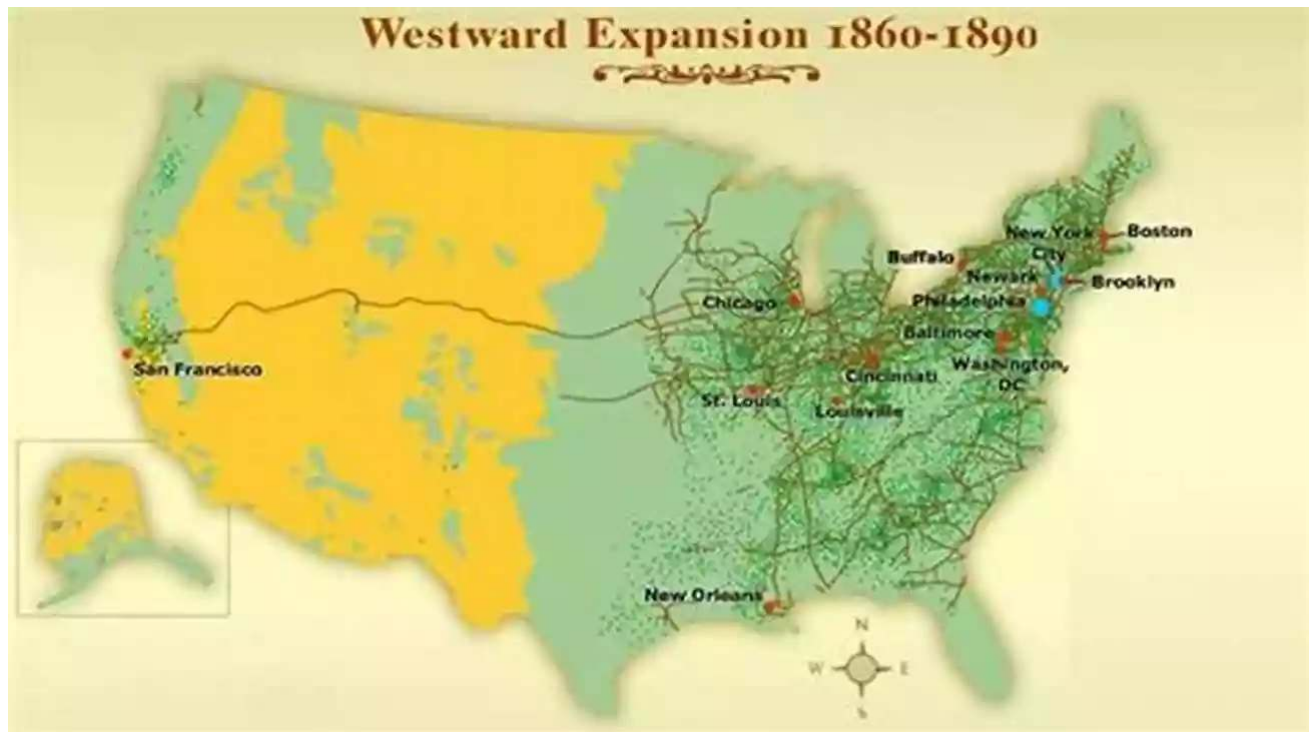 Westward Expansion 1860-1890
New York
City
Boston
Buffalo
Newark
Brooklyn
Chicago
Philadelphia
Baltimore
San Francisco
Cincinnati
Washington,
DC
St. Louis
Louisville
New Orleans
N
W
E